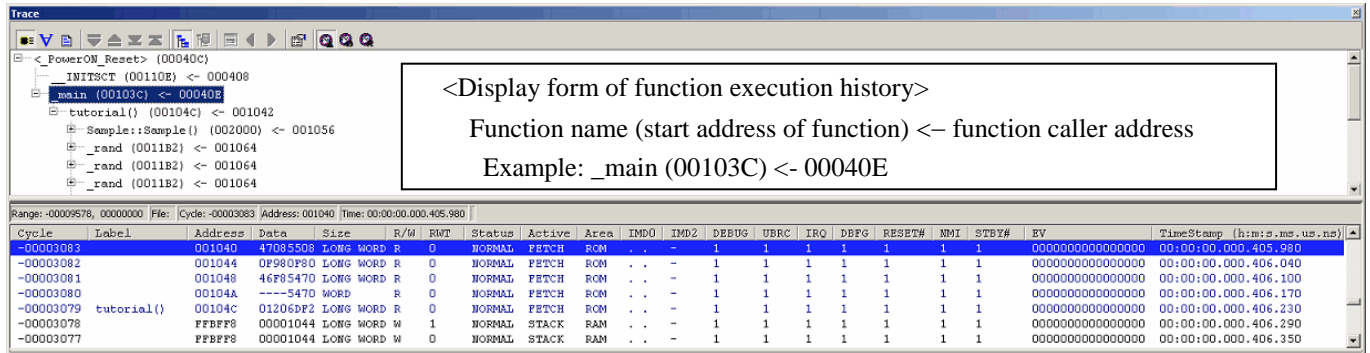 Trace
<_PowerON_Reset> (00040C)
__INITSCT (00110E) <- 000408
_main (00103C) <- 00040E
tutorial() (00104C) <- 001042
Sample::Sample() (002000) <- 001056
_rand (0011B2) <- 001064
_rand (0011B2) <- 001064
_rand (0011B2) <- 001064
<Display form of function execution history>
Function name (start address of function) <– function caller address
Example: _main (00103C) <- 00040E
Range: -00009578, 00000000 File: Cycle: -00003083 Address: 001040 Time: 00:00:00.000.405.980
Cycle Label Address Data Size R/W RWT Status Active Area IMD0 IMD2 DEBUG UBRC IRQ DBFG RESET# NMI STBY# EV TimeStamp (h:m:s.ms.us.ns)
-00003083 001040 47085508 LONG WORD R 0 NORMAL FETCH ROM . . - 1 1 1 1 1 1 1 0000000000000000 00:00:00.000.405.980
-00003082 001044 0F980F80 LONG WORD R 0 NORMAL FETCH ROM . . - 1 1 1 1 1 1 1 0000000000000000 00:00:00.000.406.040
-00003081 001048 46F85470 LONG WORD R 0 NORMAL FETCH ROM . . - 1 1 1 1 1 1 1 0000000000000000 00:00:00.000.406.100
-00003080 00104A ----5470 WORD R 0 NORMAL FETCH ROM . . - 1 1 1 1 1 1 1 0000000000000000 00:00:00.000.406.170
-00003079 tutorial() 00104C 01206DF2 LONG WORD R 0 NORMAL FETCH ROM . . - 1 1 1 1 1 1 1 0000000000000000 00:00:00.000.406.230
-00003078 FFBFF8 00001044 LONG WORD W 1 NORMAL STACK RAM . . - 1 1 1 1 1 1 1 0000000000000000 00:00:00.000.406.290
-00003077 FFBFF8 00001044 LONG WORD W 0 NORMAL STACK RAM . . - 1 1 1 1 1 1 1 0000000000000000 00:00:00.000.406.350